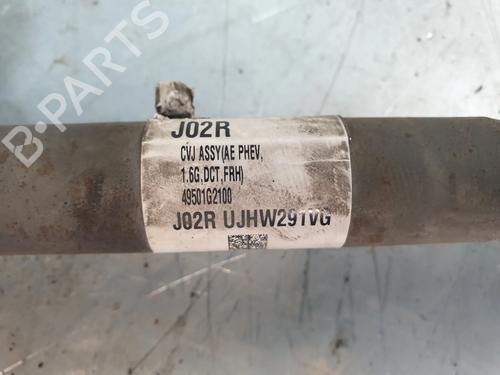 B-PARTS
J02R
CVJ ASSY(AE PHEV,
1.6G,DCT,FRH)
49501G2100
J02R UJHW291VG